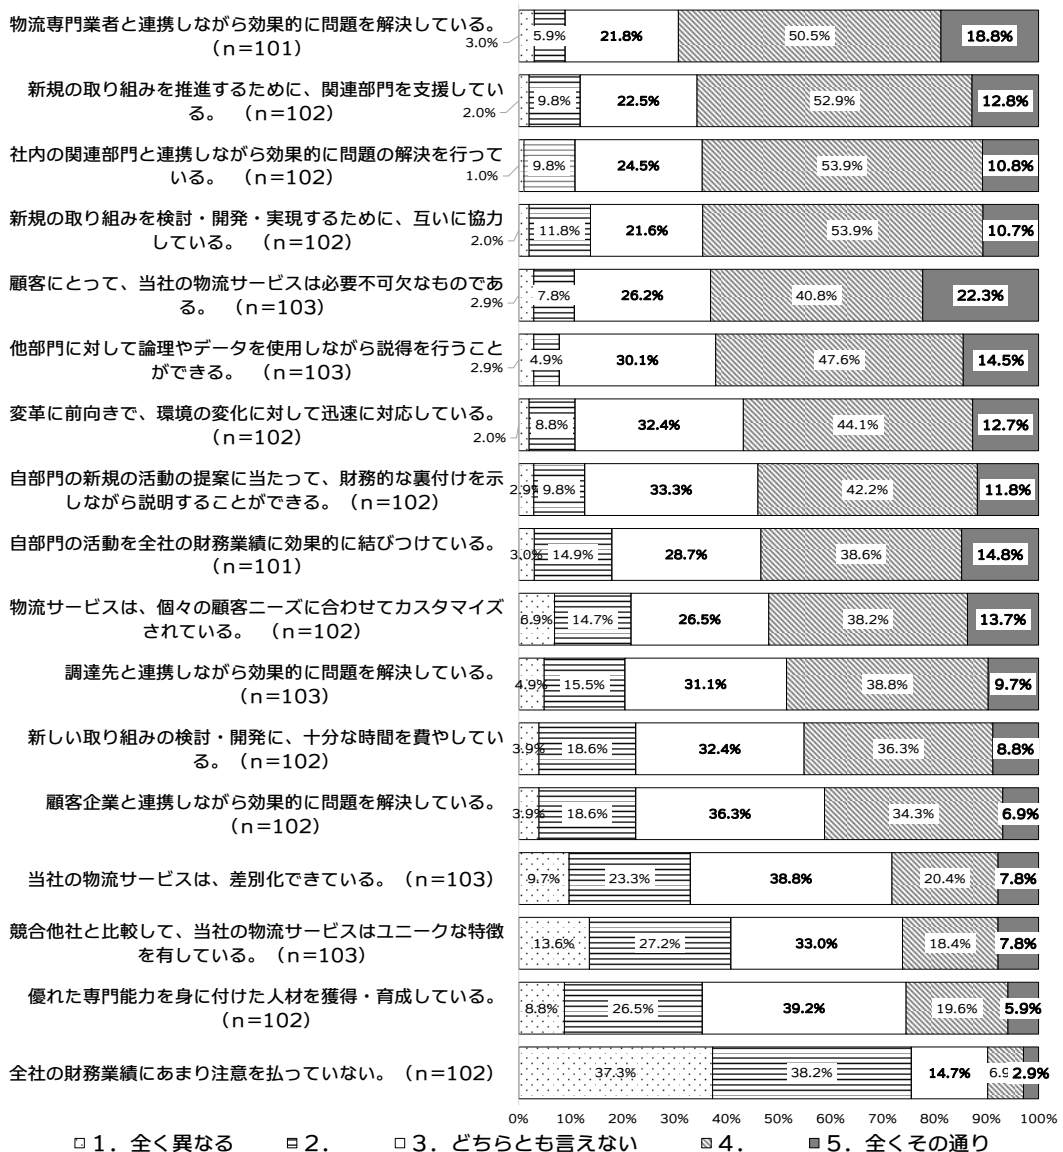 物流専門業者と連携しながら効果的に問題を解決している。
（n=101）
3.0% 5.9% 21.8% 50.5% 18.8%
新規の取り組みを推進するために、関連部門を支援してい
る。 （n=102）
2.0% 9.8% 22.5% 52.9% 12.8%
社内の関連部門と連携しながら効果的に問題の解決を行って
いる。 （n=102）
1.0% 9.8% 24.5% 53.9% 10.8%
新規の取り組みを検討・開発・実現するために、互いに協力
している。 （n=102）
2.0% 11.8% 21.6% 53.9% 10.7%
顧客にとって、当社の物流サービスは必要不可欠なものであ
る。 （n=103）
2.9% 7.8% 26.2% 40.8% 22.3%
他部門に対して論理やデータを使用しながら説得を行うこと
ができる。 （n=103）
2.9% 4.9% 30.1% 47.6% 14.5%
変革に前向きで、環境の変化に対して迅速に対応している。
（n=102）
2.0% 8.8% 32.4% 44.1% 12.7%
自部門の新規の活動の提案に当たって、財務的な裏付けを示
しながら説明することができる。（n=102）
2.9% 9.8% 33.3% 42.2% 11.8%
自部門の活動を全社の財務業績に効果的に結びつけている。
（n=101）
3.0% 14.9% 28.7% 38.6% 14.8%
物流サービスは、個々の顧客ニーズに合わせてカスタマイズ
されている。 （n=102）
6.9% 14.7% 26.5% 38.2% 13.7%
調達先と連携しながら効果的に問題を解決している。
（n=103）
4.9% 15.5% 31.1% 38.8% 9.7%
新しい取り組みの検討・開発に、十分な時間を費やしてい
る。（n=102）
3.9% 18.6% 32.4% 36.3% 8.8%
顧客企業と連携しながら効果的に問題を解決している。
（n=102）
3.9% 18.6% 36.3% 34.3% 6.9%
当社の物流サービスは、差別化できている。（n=103）
9.7% 23.3% 38.8% 20.4% 7.8%
競合他社と比較して、当社の物流サービスはユニークな特徴
を有している。（n=103）
13.6% 27.2% 33.0% 18.4% 7.8%
優れた専門能力を身に付けた人材を獲得・育成している。
（n=102）
8.8% 26.5% 39.2% 19.6% 5.9%
全社の財務業績にあまり注意を払っていない。（n=102）
37.3% 38.2% 14.7% 6.9 2.9%
0% 10% 20% 30% 40% 50% 60% 70% 80% 90% 100%
１．全く異なる ２． ３．どちらとも言えない ４． ５．全くその通り